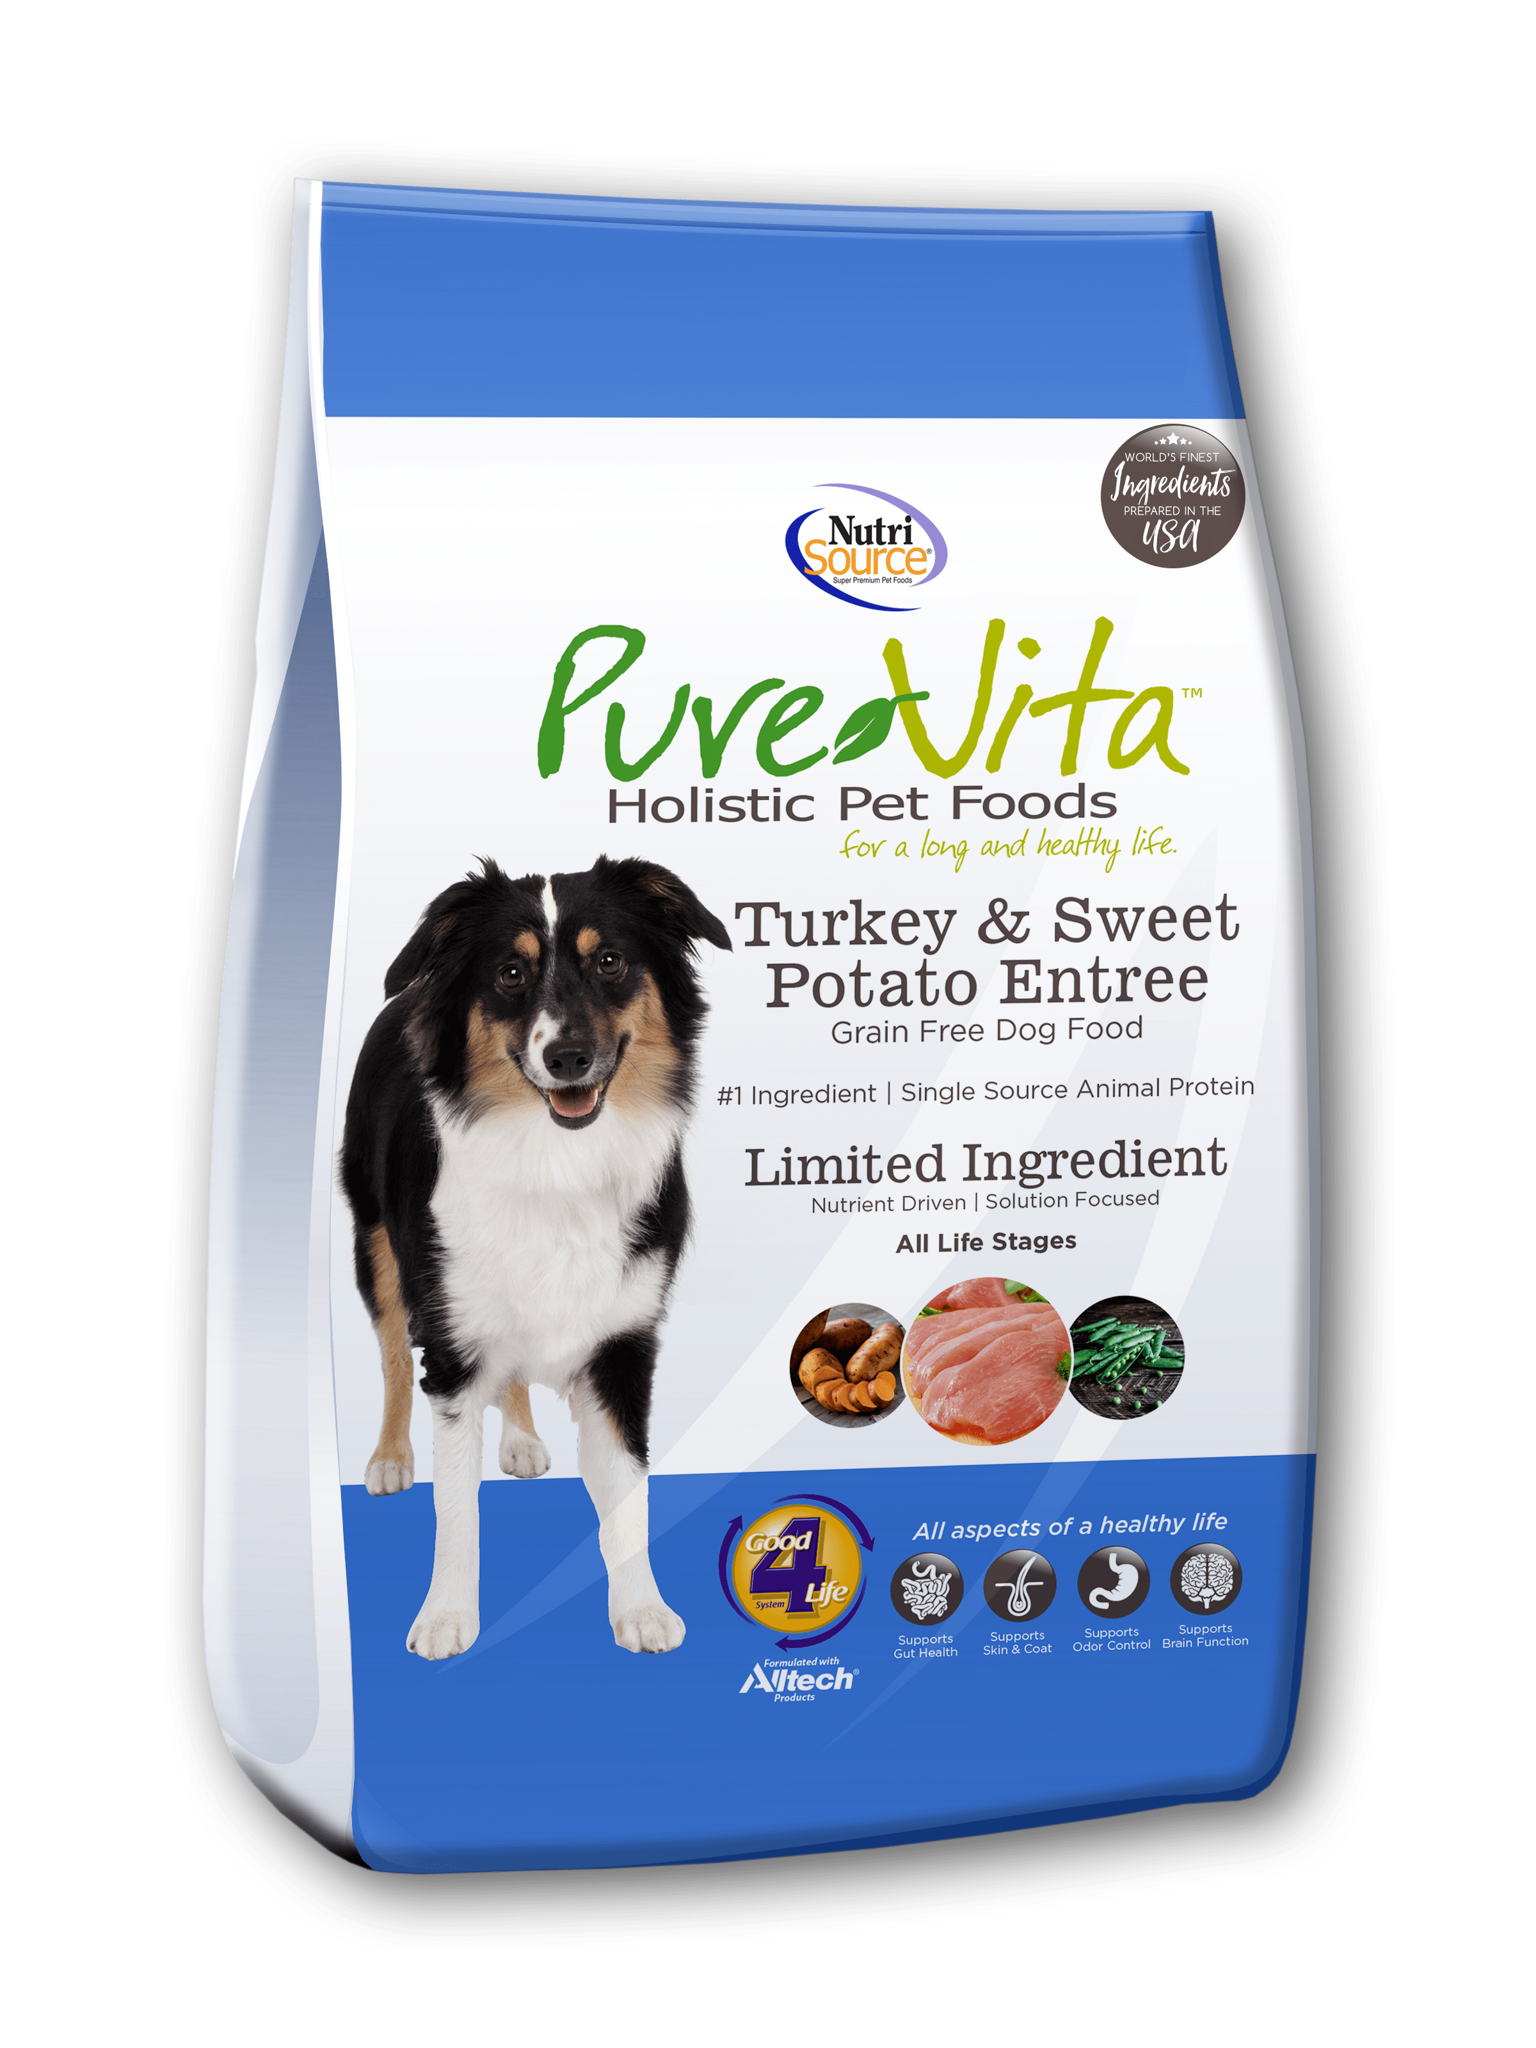 WORLD'S FINEST
Ingredients
PREPARED IN THE
USA
Nutri
Source®
Super Premium Pet Foods
PureVita™
Holistic Pet Foods
for a long and healthy life.
Turkey & Sweet
Potato Entree
Grain Free Dog Food
#1 Ingredient | Single Source Animal Protein
Limited Ingredient
Nutrient Driven | Solution Focused
All Life Stages
Good
4
System
Life
Formulated with
Alltech®
Products
All aspects of a healthy life
Supports
Gut Health
Supports
Skin & Coat
Supports
Odor Control
Supports
Brain Function